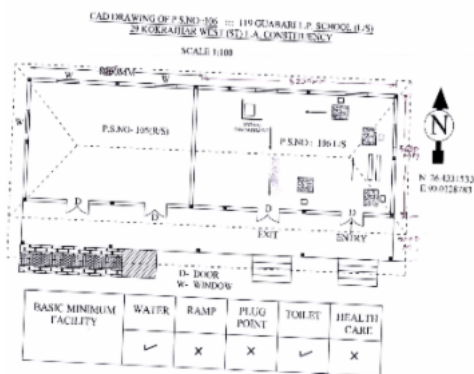 CAD DRAWING OF P.S.NO-106 ::: 119 GUABARI L.P. SCHOOL (L/S)
29 KOKRAJHAR WEST (ST) L.A. CONSTITUENCY
SCALE 1:100
W
W
W
P.S.NO- 105(R/S)
P.S.NO : 106 L/S
N
D
D
D
D
EXIT
ENTRY
D- DOOR
W- WINDOW
BASIC MINIMUM FACILITY
WATER
RAMP
PLUG POINT
TOILET
HEALTH CARE
✓
×
×
✓
×